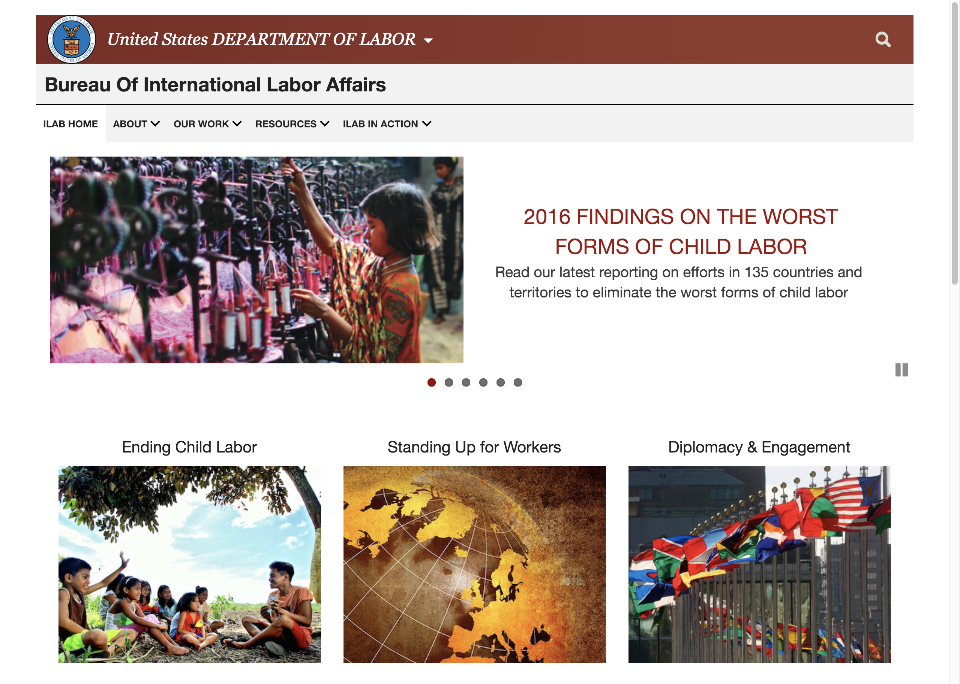 United States DEPARTMENT OF LABOR
Bureau Of International Labor Affairs
ILAB HOME ABOUT OUR WORK RESOURCES ILAB IN ACTION
2016 FINDINGS ON THE WORST
FORMS OF CHILD LABOR
Read our latest reporting on efforts in 135 countries and
territories to eliminate the worst forms of child labor
Ending Child Labor Standing Up for Workers Diplomacy & Engagement